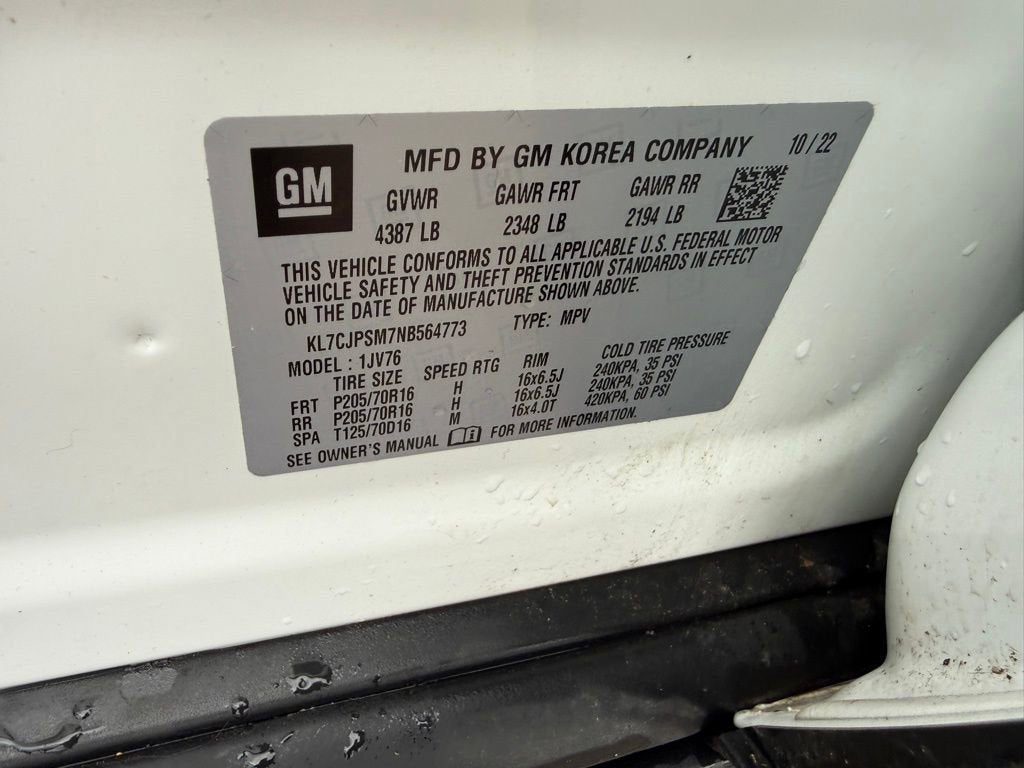 GM
MFD BY GM KOREA COMPANY 10/22
GVWR GAWR FRT GAWR RR
4387 LB 2348 LB 2194 LB
THIS VEHICLE CONFORMS TO ALL APPLICABLE U.S. FEDERAL MOTOR
VEHICLE SAFETY AND THEFT PREVENTION STANDARDS IN EFFECT
ON THE DATE OF MANUFACTURE SHOWN ABOVE.
KL7CJPSM7NB564773 TYPE: MPV
MODEL : 1JV76
TIRE SIZE SPEED RTG RIM COLD TIRE PRESSURE
FRT P205/70R16 H 16x6.5J 240KPA, 35 PSI
RR P205/70R16 H 16x6.5J 240KPA, 35 PSI
SPA T125/70D16 M 16x4.0T 420KPA, 60 PSI
SEE OWNER'S MANUAL FOR MORE INFORMATION.